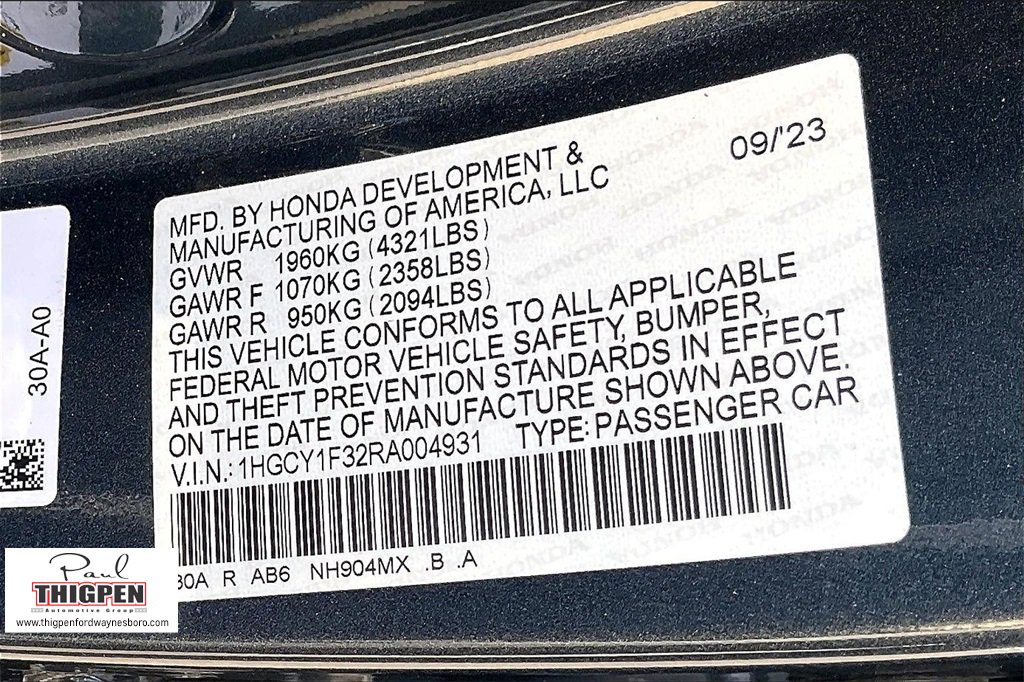 09/'23
MFD. BY HONDA DEVELOPMENT &
MANUFACTURING OF AMERICA, LLC
GVWR 1960KG (4321LBS)
GAWR F 1070KG (2358LBS)
GAWR R 950KG (2094LBS)
THIS VEHICLE CONFORMS TO ALL APPLICABLE
FEDERAL MOTOR VEHICLE SAFETY, BUMPER,
AND THEFT PREVENTION STANDARDS IN EFFECT
ON THE DATE OF MANUFACTURE SHOWN ABOVE.
V.I.N.: 1HGCY1F32RA004931 TYPE: PASSENGER CAR
30A R AB6 NH904MX .B .A
30A-A0
Paul
THIGPEN
Automotive Group
www.thigpenfordwaynesboro.com